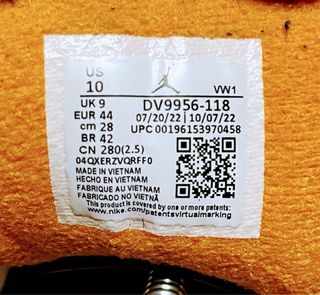 US
10
VW1
UK 9
EUR 44
cm 28
BR 42
CN 280(2.5)
DV9956-118
07/20/22 | 10/07/22
UPC 00196153970458
04QXERZVQRFF0
MADE IN VIETNAM
HECHO EN VIETNAM
FABRIQUE AU VIETNAM
FABRICADO NO VIETNÃ
This product is covered by one or more patents:
www.nike.com/patentsvirtualmarking